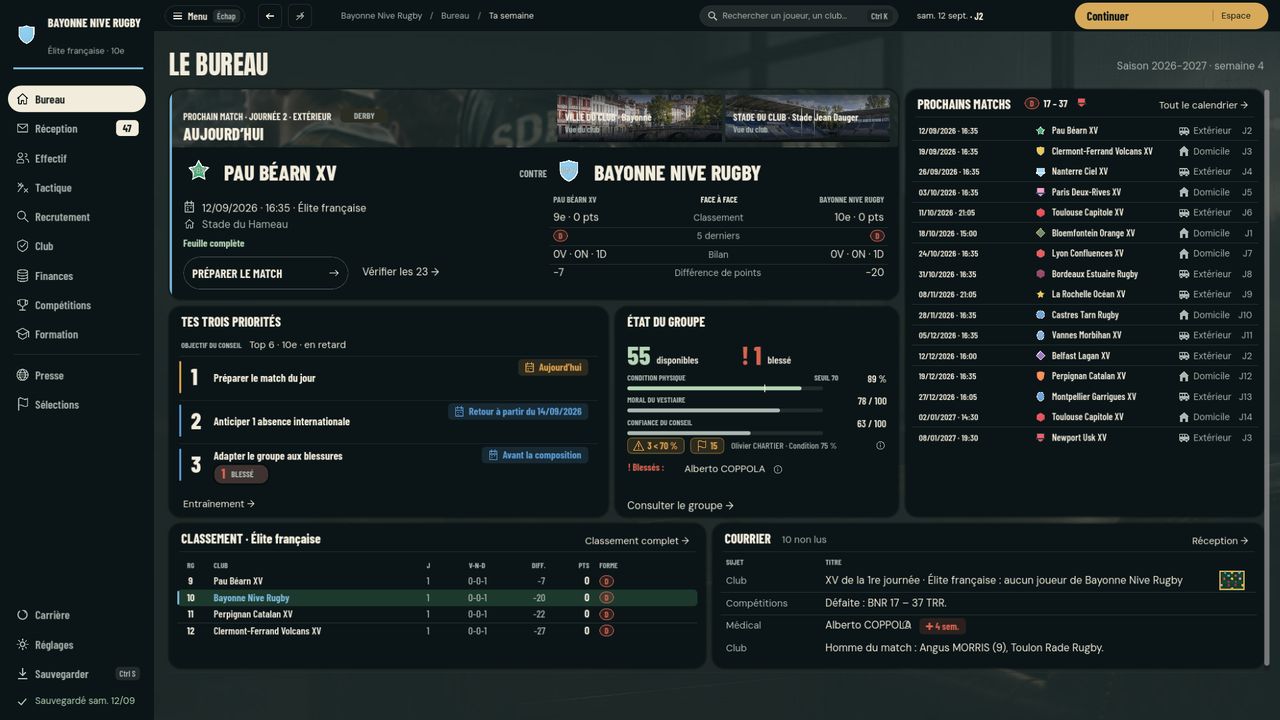 BAYONNE NIVE RUGBY
Élite française · 10e
Menu Échap
Bayonne Nive Rugby / Bureau / Ta semaine
Rechercher un joueur, un club... Ctrl K
sam. 12 sept. · J2
Continuer Espace
Bureau
Réception 47
Effectif
Tactique
Recrutement
Club
Finances
Compétitions
Formation
Presse
Sélections
Carrière
Réglages
Sauvegarder Ctrl S
Sauvegardé sam. 12/09
LE BUREAU
Saison 2026-2027 · semaine 4
PROCHAIN MATCH · JOURNÉE 2 · EXTÉRIEUR DERBY
AUJOURD'HUI
VILLE DU CLUB · Bayonne
Vue du club
STADE DU CLUB · Stade Jean Dauger
Vue du club
PAU BÉARN XV CONTRE BAYONNE NIVE RUGBY
12/09/2026 · 16:35 · Élite française
Stade du Hameau
Feuille complète
PRÉPARER LE MATCH → Vérifier les 23 →
PAU BÉARN XV FACE À FACE BAYONNE NIVE RUGBY
9e · 0 pts Classement 10e · 0 pts
D 5 derniers D
0V · 0N · 1D Bilan 0V · 0N · 1D
-7 Différence de points -20
PROCHAINS MATCHS D 17 - 37 Tout le calendrier →
12/09/2026 · 16:35 Pau Béarn XV Extérieur J2
19/09/2026 · 16:35 Clermont-Ferrand Volcans XV Domicile J3
26/09/2026 · 16:35 Nanterre Ciel XV Extérieur J4
03/10/2026 · 16:35 Paris Deux-Rives XV Domicile J5
11/10/2026 · 21:05 Toulouse Capitole XV Extérieur J6
18/10/2026 · 15:00 Bloemfontein Orange XV Domicile J1
24/10/2026 · 16:35 Lyon Confluences XV Domicile J7
31/10/2026 · 16:35 Bordeaux Estuaire Rugby Extérieur J8
08/11/2026 · 21:05 La Rochelle Océan XV Extérieur J9
28/11/2026 · 16:35 Castres Tarn Rugby Domicile J10
05/12/2026 · 16:35 Vannes Morbihan XV Extérieur J11
12/12/2026 · 16:00 Belfast Lagan XV Extérieur J2
19/12/2026 · 16:35 Perpignan Catalan XV Domicile J12
27/12/2026 · 16:05 Montpellier Garrigues XV Extérieur J13
02/01/2027 · 14:30 Toulouse Capitole XV Domicile J14
08/01/2027 · 19:30 Newport Usk XV Extérieur J3
TES TROIS PRIORITÉS
OBJECTIF DU CONSEIL Top 6 · 10e · en retard
1 Préparer le match du jour Aujourd'hui
2 Anticiper 1 absence internationale Retour à partir du 14/09/2026
3 Adapter le groupe aux blessures Avant la composition
1 BLESSÉ
Entraînement →
ÉTAT DU GROUPE
55 disponibles ! 1 blessé
CONDITION PHYSIQUE SEUIL 70 89 %
MORAL DU VESTIAIRE 78 / 100
CONFIANCE DU CONSEIL 63 / 100
3 < 70 % 15 Olivier CHARTIER · Condition 75 %
! Blessés : Alberto COPPOLA
Consulter le groupe →
CLASSEMENT · Élite française Classement complet →
RG CLUB J V-N-D DIFF. PTS FORME
9 Pau Béarn XV 1 0-0-1 -7 0 D
10 Bayonne Nive Rugby 1 0-0-1 -20 0 D
11 Perpignan Catalan XV 1 0-0-1 -22 0 D
12 Clermont-Ferrand Volcans XV 1 0-0-1 -27 0 D
COURRIER 10 non lus Réception →
SUJET TITRE
Club XV de la 1re journée · Élite française : aucun joueur de Bayonne Nive Rugby
Compétitions Défaite : BNR 17 – 37 TRR.
Médical Alberto COPPOLA + 4 sem.
Club Homme du match : Angus MORRIS (9), Toulon Rade Rugby.